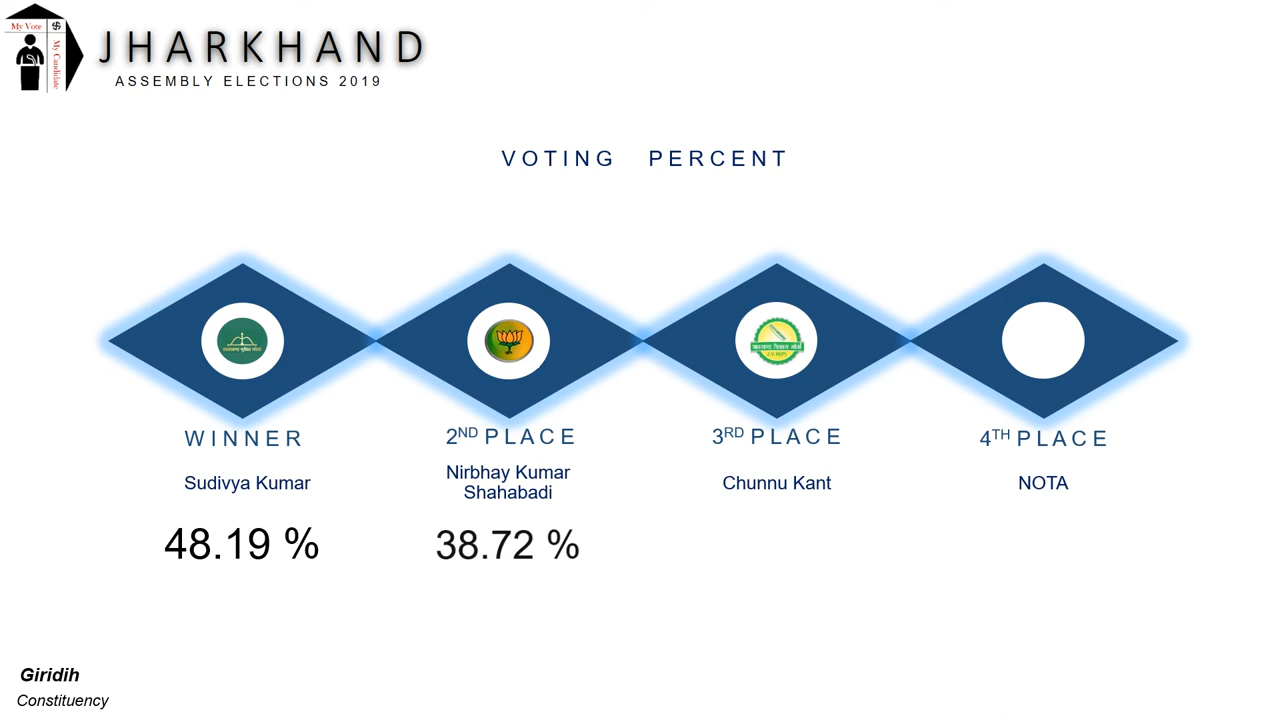 My Vote
My Candidate
JHARKHAND
ASSEMBLY ELECTIONS 2019
VOTING PERCENT
WINNER
2ND PLACE
3RD PLACE
4TH PLACE
Sudivya Kumar
Nirbhay Kumar
Shahabadi
Chunnu Kant
NOTA
48.19 %
38.72 %
Giridih
Constituency